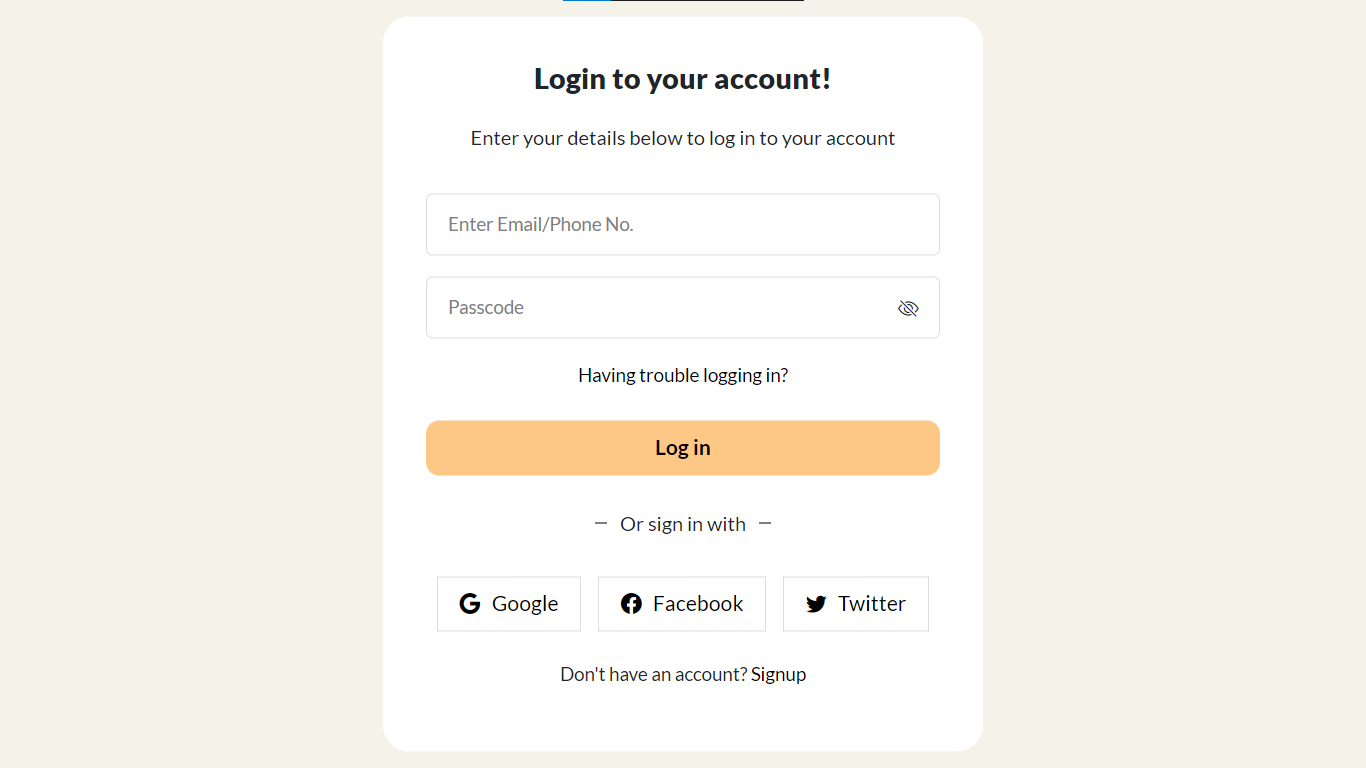 Login to your account!
Enter your details below to log in to your account
Enter Email/Phone No.
Passcode
Having trouble logging in?
Log in
Or sign in with
Google Facebook Twitter
Don't have an account? Signup